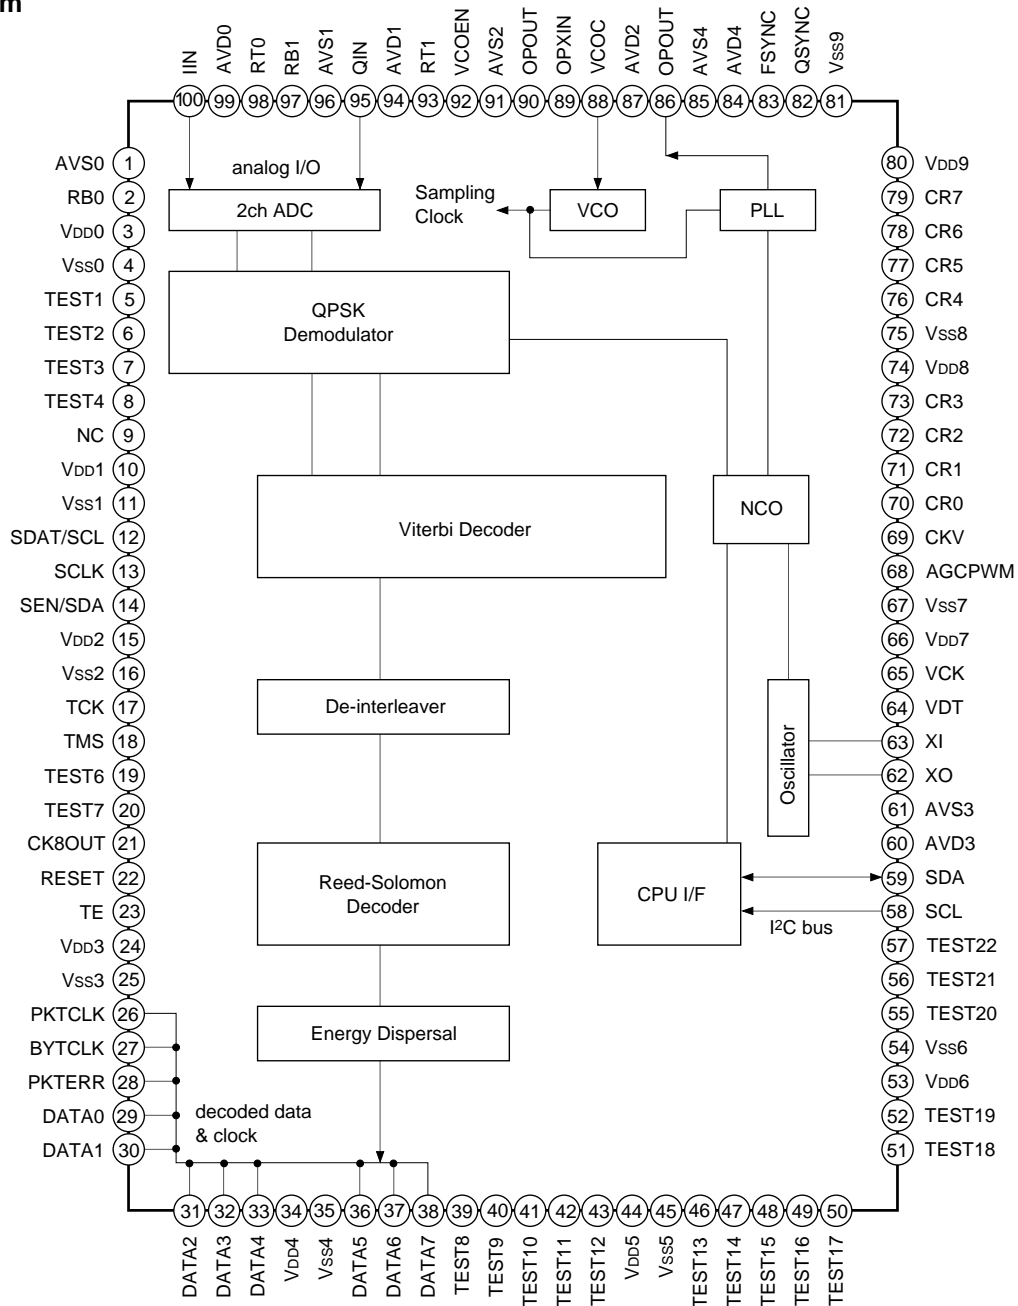 m
IIN
AVD0
RT0
RB1
AVS1
QIN
AVD1
RT1
VCOEN
AVS2
OPOUT
OPXIN
VCOC
AVD2
OPOUT
AVS4
AVD4
FSYNC
QSYNC
Vss9
100 99 98 97 96 95 94 93 92 91 90 89 88 87 86 85 84 83 82 81
AVS0 1
RB0 2
VDD0 3
Vss0 4
TEST1 5
TEST2 6
TEST3 7
TEST4 8
NC 9
VDD1 10
Vss1 11
SDAT/SCL 12
SCLK 13
SEN/SDA 14
VDD2 15
Vss2 16
TCK 17
TMS 18
TEST6 19
TEST7 20
CK8OUT 21
RESET 22
TE 23
VDD3 24
Vss3 25
PKTCLK 26
BYTCLK 27
PKTERR 28
DATA0 29
DATA1 30
analog I/O
2ch ADC
Sampling
Clock
VCO
PLL
QPSK
Demodulator
Viterbi Decoder
NCO
De-interleaver
Oscillator
Reed-Solomon
Decoder
CPU I/F
I2C bus
Energy Dispersal
decoded data
& clock
80 VDD9
79 CR7
78 CR6
77 CR5
76 CR4
75 Vss8
74 VDD8
73 CR3
72 CR2
71 CR1
70 CR0
69 CKV
68 AGCPWM
67 Vss7
66 VDD7
65 VCK
64 VDT
63 XI
62 XO
61 AVS3
60 AVD3
59 SDA
58 SCL
57 TEST22
56 TEST21
55 TEST20
54 Vss6
53 VDD6
52 TEST19
51 TEST18
31 32 33 34 35 36 37 38 39 40 41 42 43 44 45 46 47 48 49 50
DATA2
DATA3
DATA4
VDD4
Vss4
DATA5
DATA6
DATA7
TEST8
TEST9
TEST10
TEST11
TEST12
VDD5
Vss5
TEST13
TEST14
TEST15
TEST16
TEST17